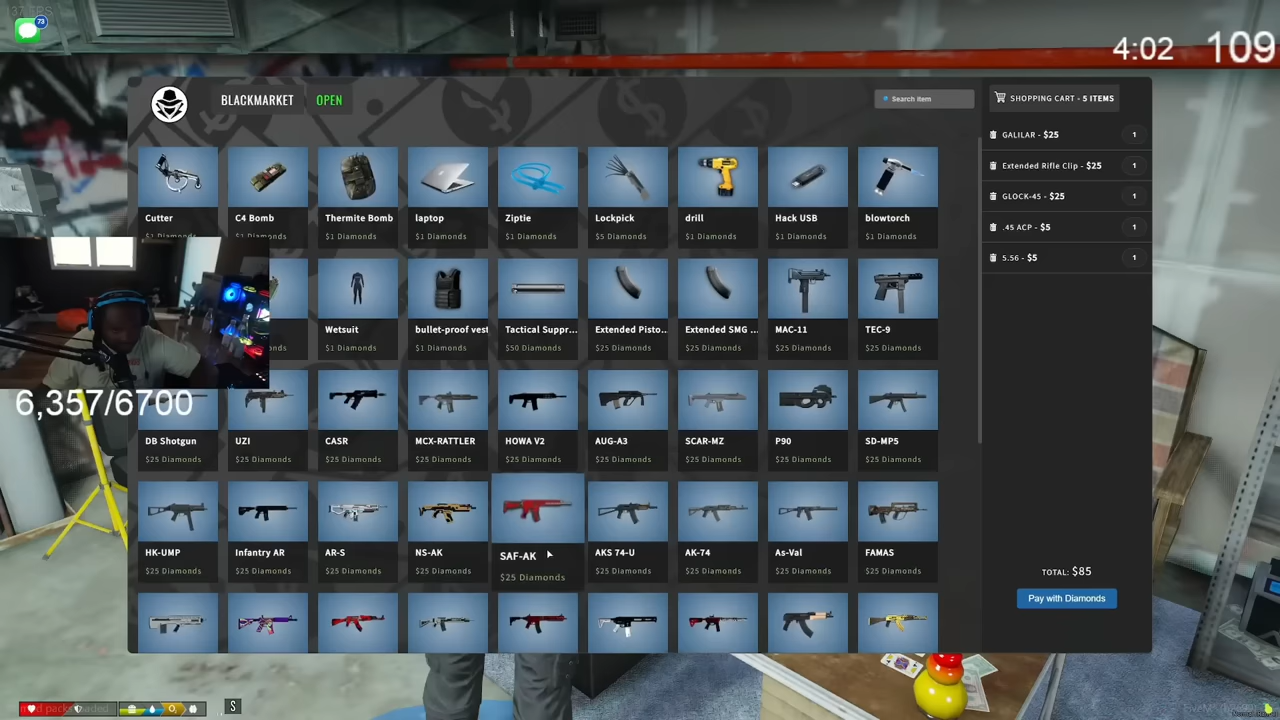 137 FPS
73
4:02 109
BLACKMARKET OPEN
Search Item
SHOPPING CART - 5 ITEMS
GALILAR - $25 1
Extended Rifle Clip - $25 1
GLOCK-45 - $25 1
.45 ACP - $5 1
5.56 - $5 1
Cutter C4 Bomb Thermite Bomb laptop Ziptie Lockpick drill Hack USB blowtorch
$1 Diamonds $1 Diamonds $1 Diamonds $1 Diamonds $1 Diamonds $5 Diamonds $1 Diamonds $1 Diamonds $1 Diamonds
Wetsuit bullet-proof vest Tactical Suppr... Extended Pisto... Extended SMG ... MAC-11 TEC-9
$1 Diamonds $1 Diamonds $50 Diamonds $25 Diamonds $25 Diamonds $25 Diamonds $25 Diamonds
6,357/6700
DB Shotgun UZI CASR MCX-RATTLER HOWA V2 AUG-A3 SCAR-MZ P90 SD-MP5
$25 Diamonds $25 Diamonds $25 Diamonds $25 Diamonds $25 Diamonds $25 Diamonds $25 Diamonds $25 Diamonds $25 Diamonds
HK-UMP Infantry AR AR-S NS-AK SAF-AK AKS 74-U AK-74 As-Val FAMAS
$25 Diamonds $25 Diamonds $25 Diamonds $25 Diamonds $25 Diamonds $25 Diamonds $25 Diamonds $25 Diamonds $25 Diamonds
TOTAL: $85
Pay with Diamonds
S